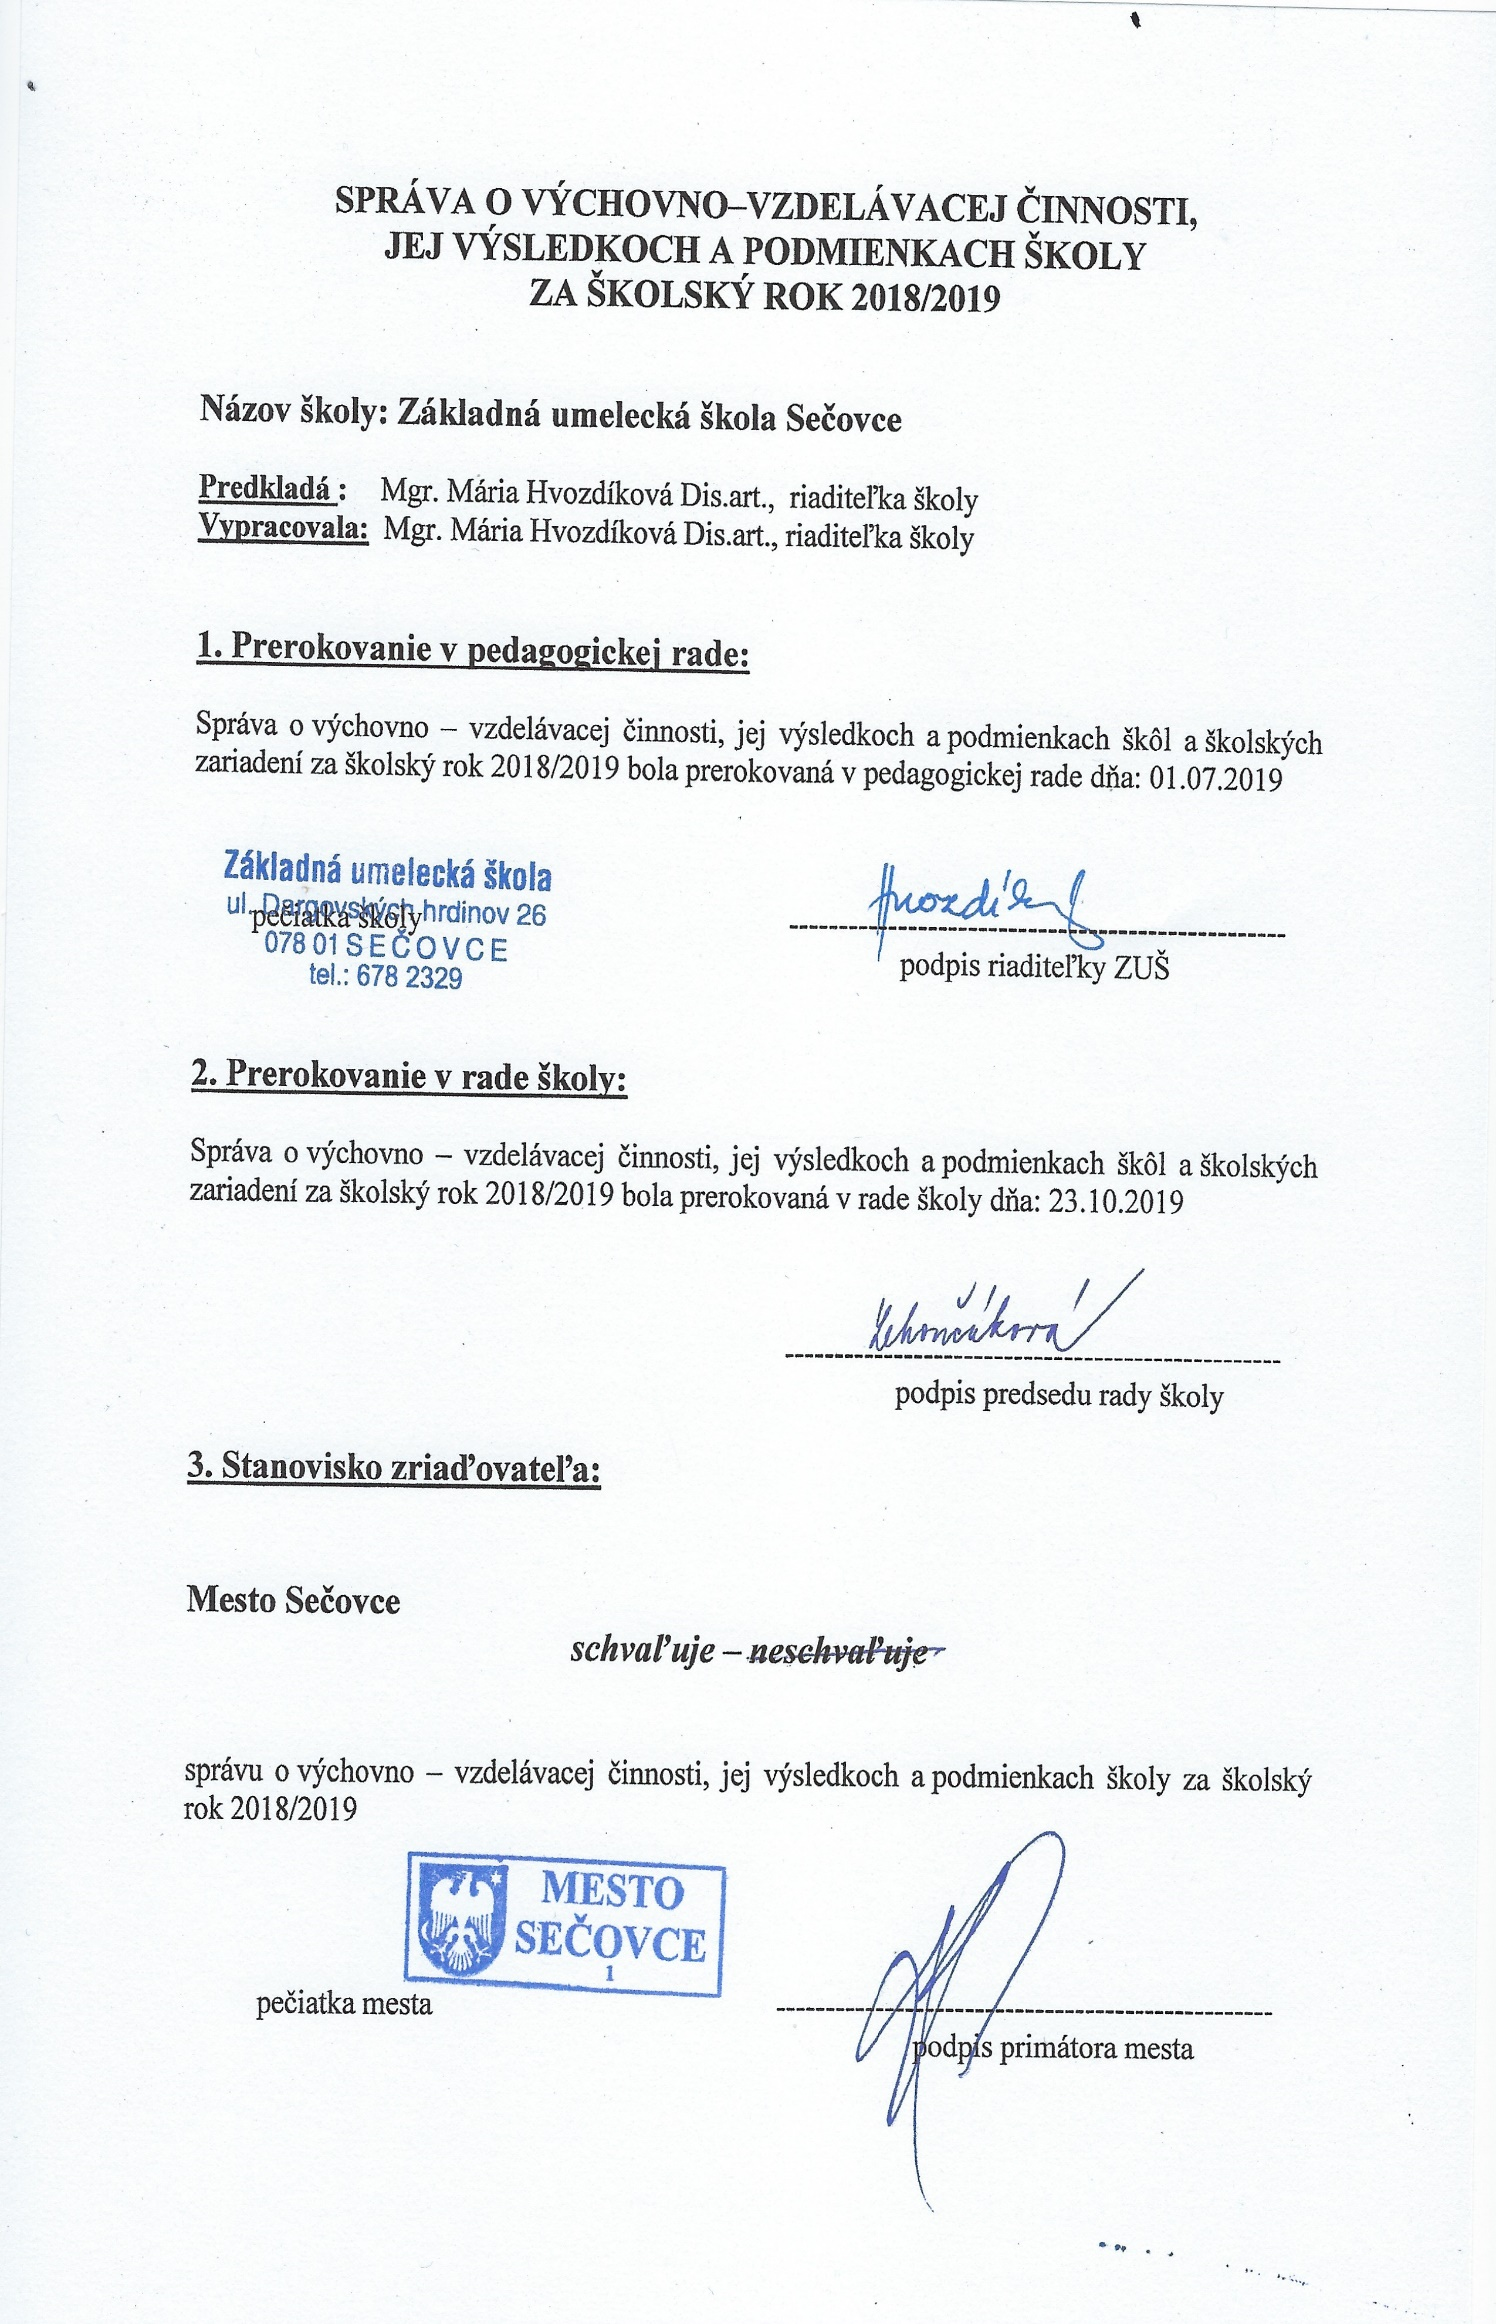 SPRÁVA O VÝCHOVNO–VZDELÁVACEJ ČINNOSTI,
JEJ VÝSLEDKOCH A PODMIENKACH ŠKOLY
ZA ŠKOLSKÝ ROK 2018/2019
Názov školy: Základná umelecká škola Sečovce
Predkladá : Mgr. Mária Hvozdíková Dis.art., riaditeľka školy
Vypracovala: Mgr. Mária Hvozdíková Dis.art., riaditeľka školy
1. Prerokovanie v pedagogickej rade:
Správa o výchovno – vzdelávacej činnosti, jej výsledkoch a podmienkach škôl a školských
zariadení za školský rok 2018/2019 bola prerokovaná v pedagogickej rade dňa: 01.07.2019
Základná umelecká škola
ul. Dargovských hrdinov 26
pečiatka školy
078 01 SEČOVCE
tel.: 678 2329
podpis riaditeľky ZUŠ
2. Prerokovanie v rade školy:
Správa o výchovno – vzdelávacej činnosti, jej výsledkoch a podmienkach škôl a školských
zariadení za školský rok 2018/2019 bola prerokovaná v rade školy dňa: 23.10.2019
podpis predsedu rady školy
3. Stanovisko zriaďovateľa:
Mesto Sečovce
schvaľuje – neschvaľuje
správu o výchovno – vzdelávacej činnosti, jej výsledkoch a podmienkach školy za školský
rok 2018/2019
MESTO
SEČOVCE
1
pečiatka mesta
podpis primátora mesta